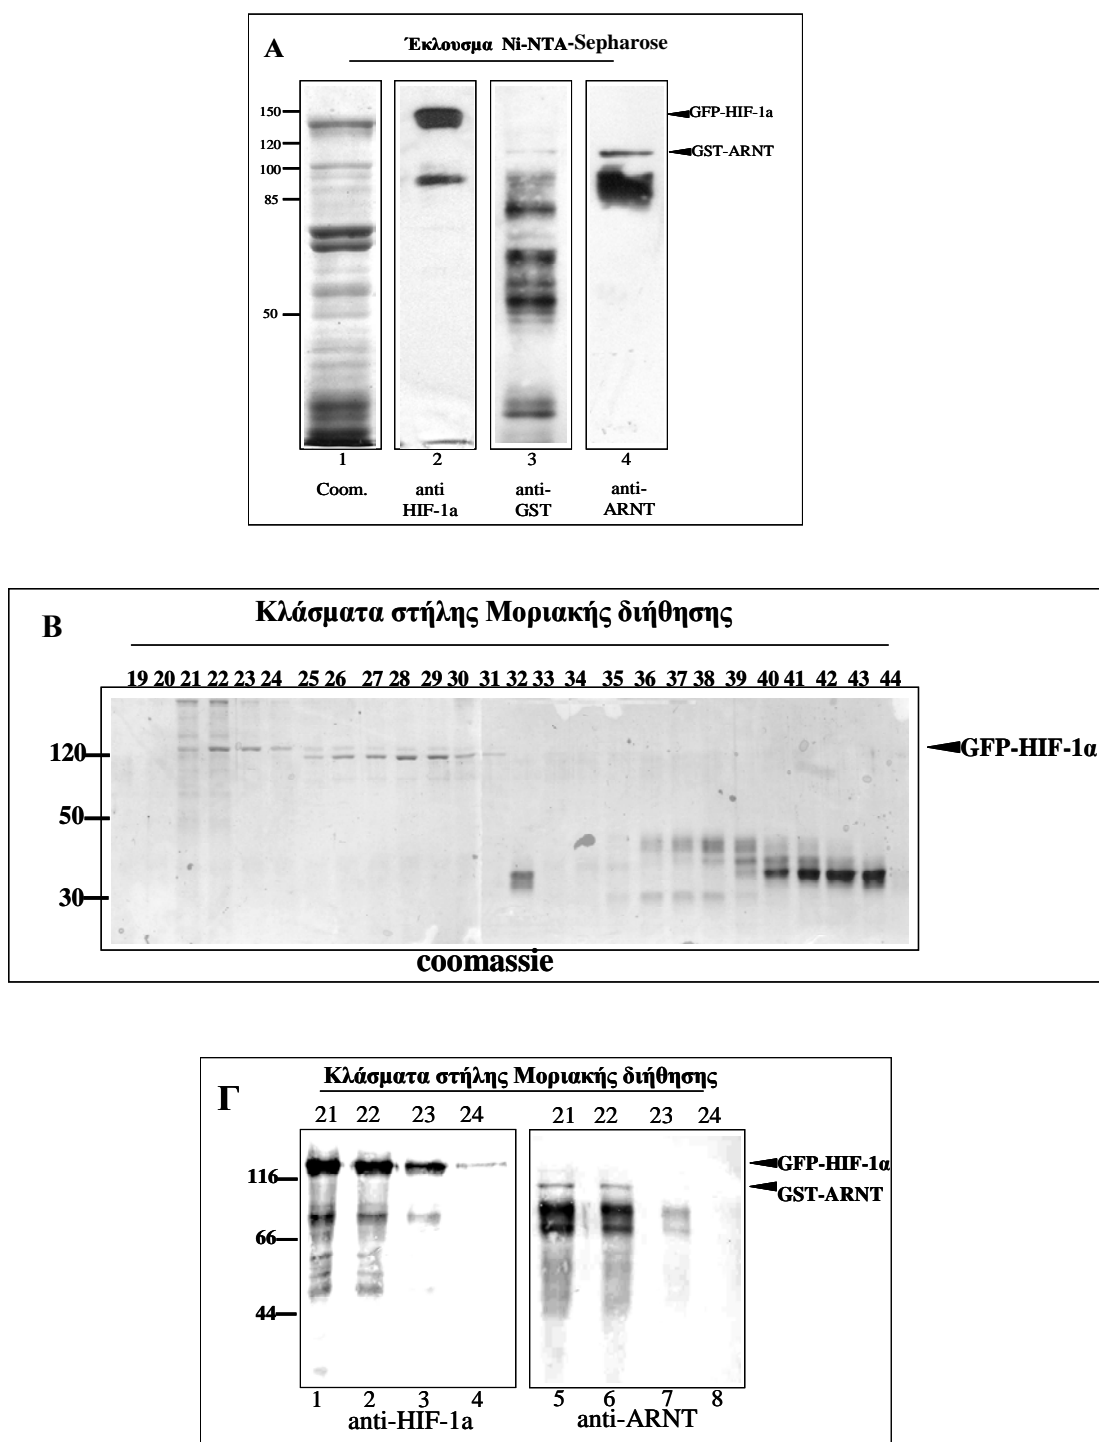 A
Έκλουσμα Ni-NTA-Sepharose
150
120
100
85
50
GFP-HIF-1a
GST-ARNT
1 2 3 4
Coom. anti HIF-1a anti-GST anti-ARNT
B
Κλάσματα στήλης Μοριακής διήθησης
19 20 21 22 23 24 25 26 27 28 29 30 31 32 33 34 35 36 37 38 39 40 41 42 43 44
120
50
30
GFP-HIF-1α
coomassie
Γ
Κλάσματα στήλης Μοριακής διήθησης
21 22 23 24 21 22 23 24
116
66
44
GFP-HIF-1α
GST-ARNT
1 2 3 4 5 6 7 8
anti-HIF-1a anti-ARNT